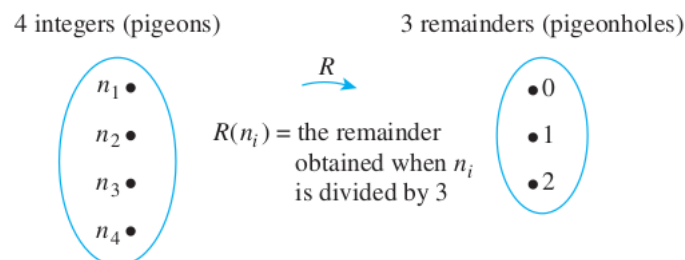 4 integers (pigeons)
3 remainders (pigeonholes)
R
n₁
n₂
n₃
n₄
R(nᵢ) = the remainder
obtained when nᵢ
is divided by 3
0
1
2